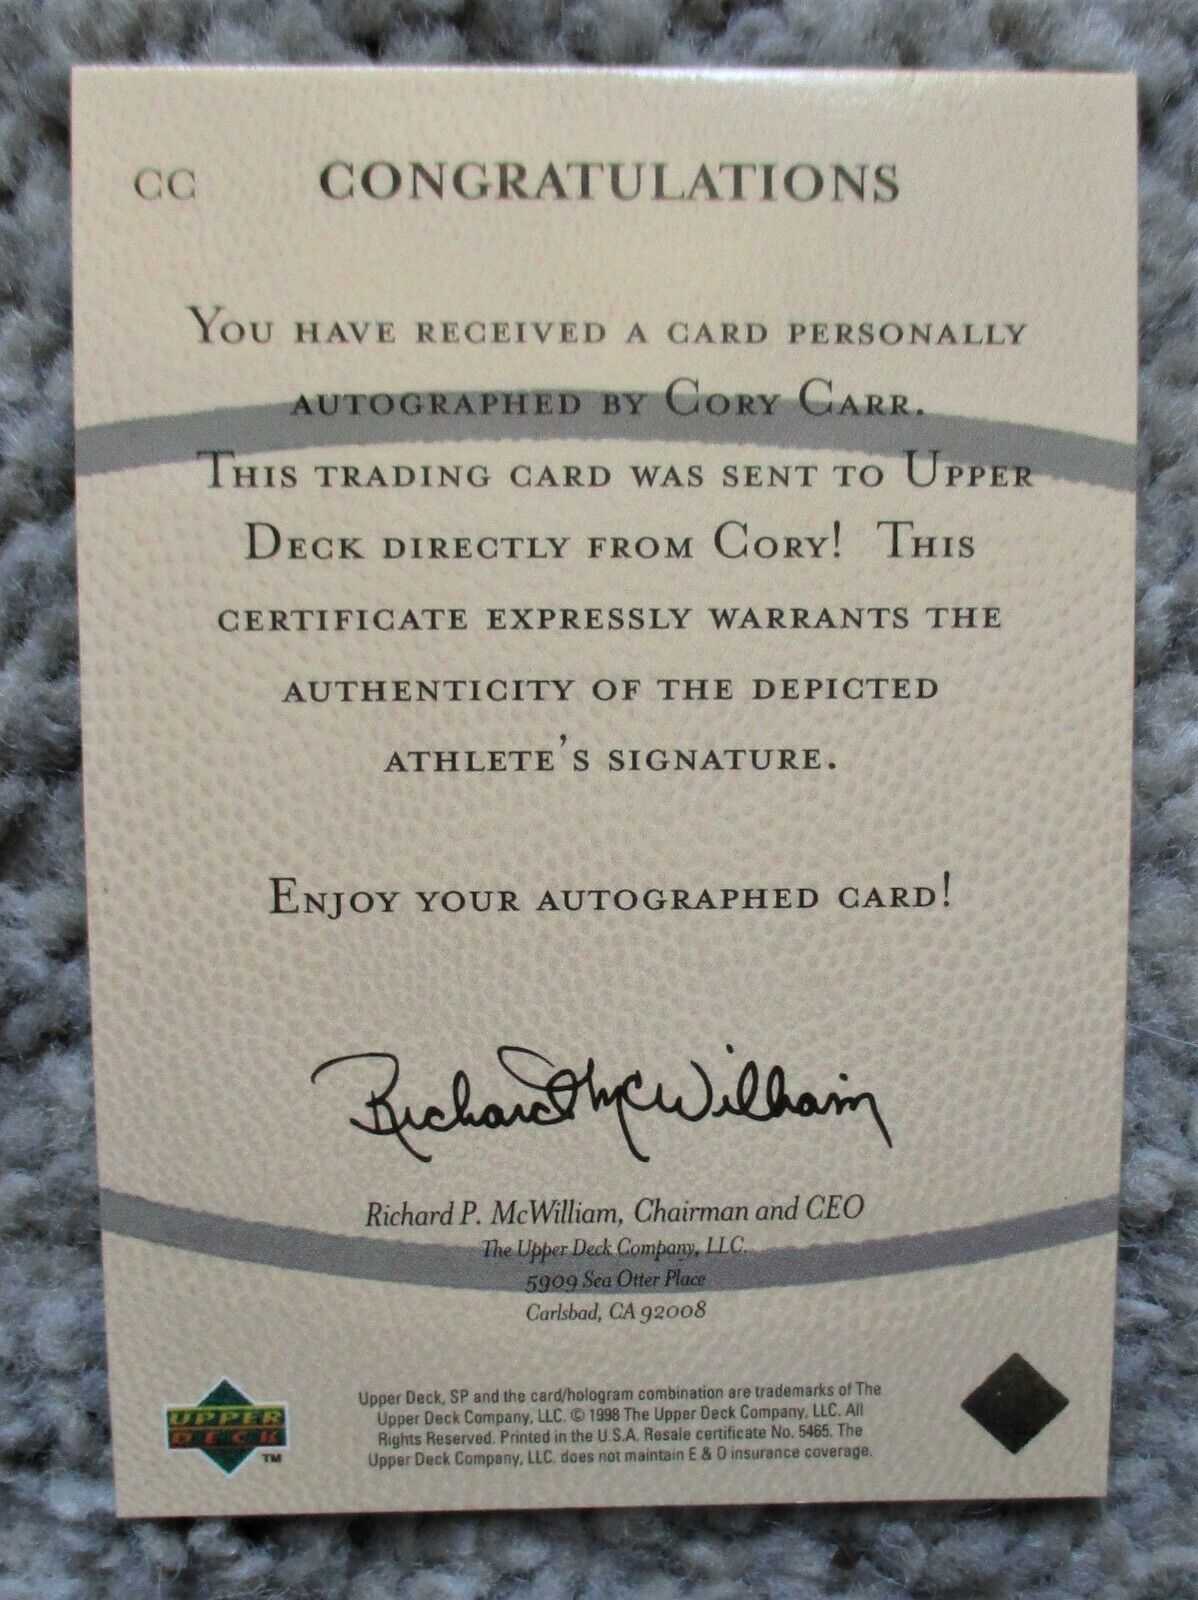 CC CONGRATULATIONS
YOU HAVE RECEIVED A CARD PERSONALLY
AUTOGRAPHED BY CORY CARR.
THIS TRADING CARD WAS SENT TO UPPER
DECK DIRECTLY FROM CORY! THIS
CERTIFICATE EXPRESSLY WARRANTS THE
AUTHENTICITY OF THE DEPICTED
ATHLETE'S SIGNATURE.
ENJOY YOUR AUTOGRAPHED CARD!
Richard McWilliam
Richard P. McWilliam, Chairman and CEO
The Upper Deck Company, LLC.
5909 Sea Otter Place
Carlsbad, CA 92008
Upper Deck, SP and the card/hologram combination are trademarks of The
Upper Deck Company, LLC. © 1998 The Upper Deck Company, LLC. All
Rights Reserved. Printed in the U.S.A. Resale certificate No. 5465. The
Upper Deck Company, LLC. does not maintain E & O insurance coverage.
UPPER
DECK
TM